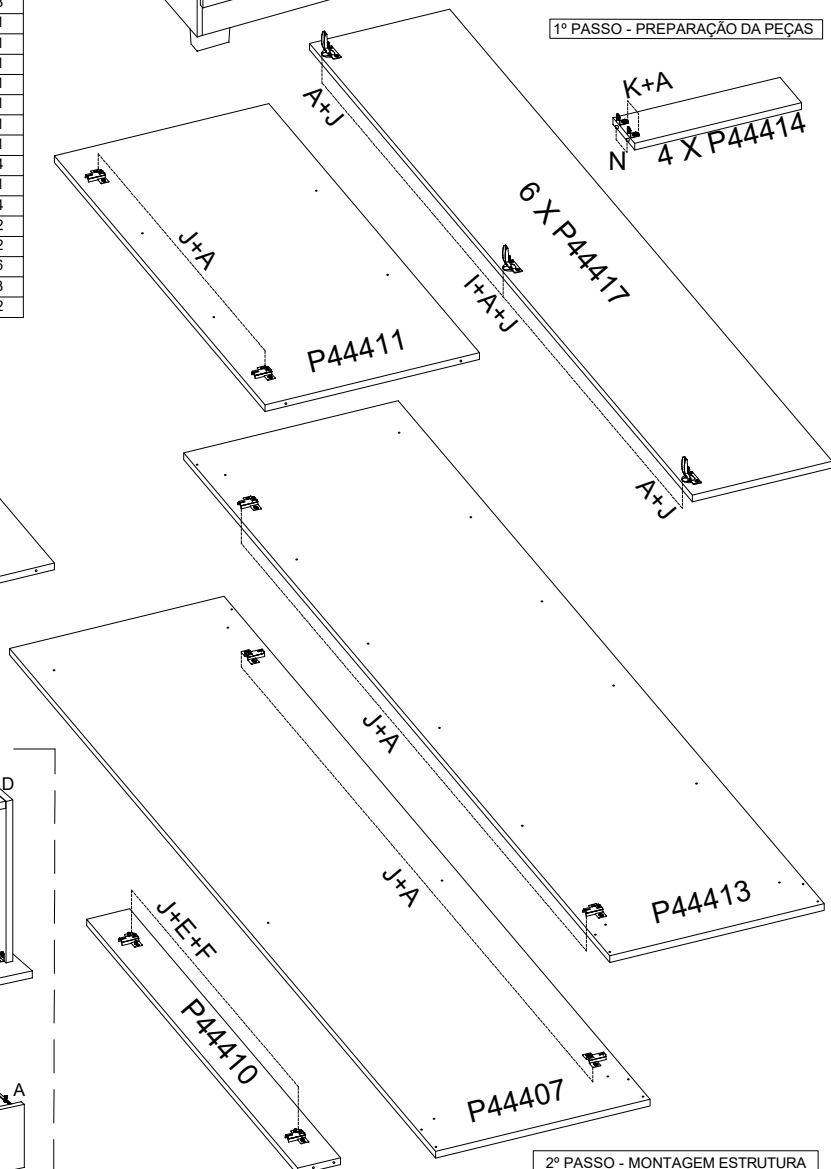 1º PASSO - PREPARAÇÃO DA PEÇAS
K+A
N
4 X P44414
A+J
6 X P44417
I+A+J
A+J
J+A
P44411
J+A
P44413
J+A
P44407
J+E+F
P44410
D
A
2º PASSO - MONTAGEM ESTRUTURA